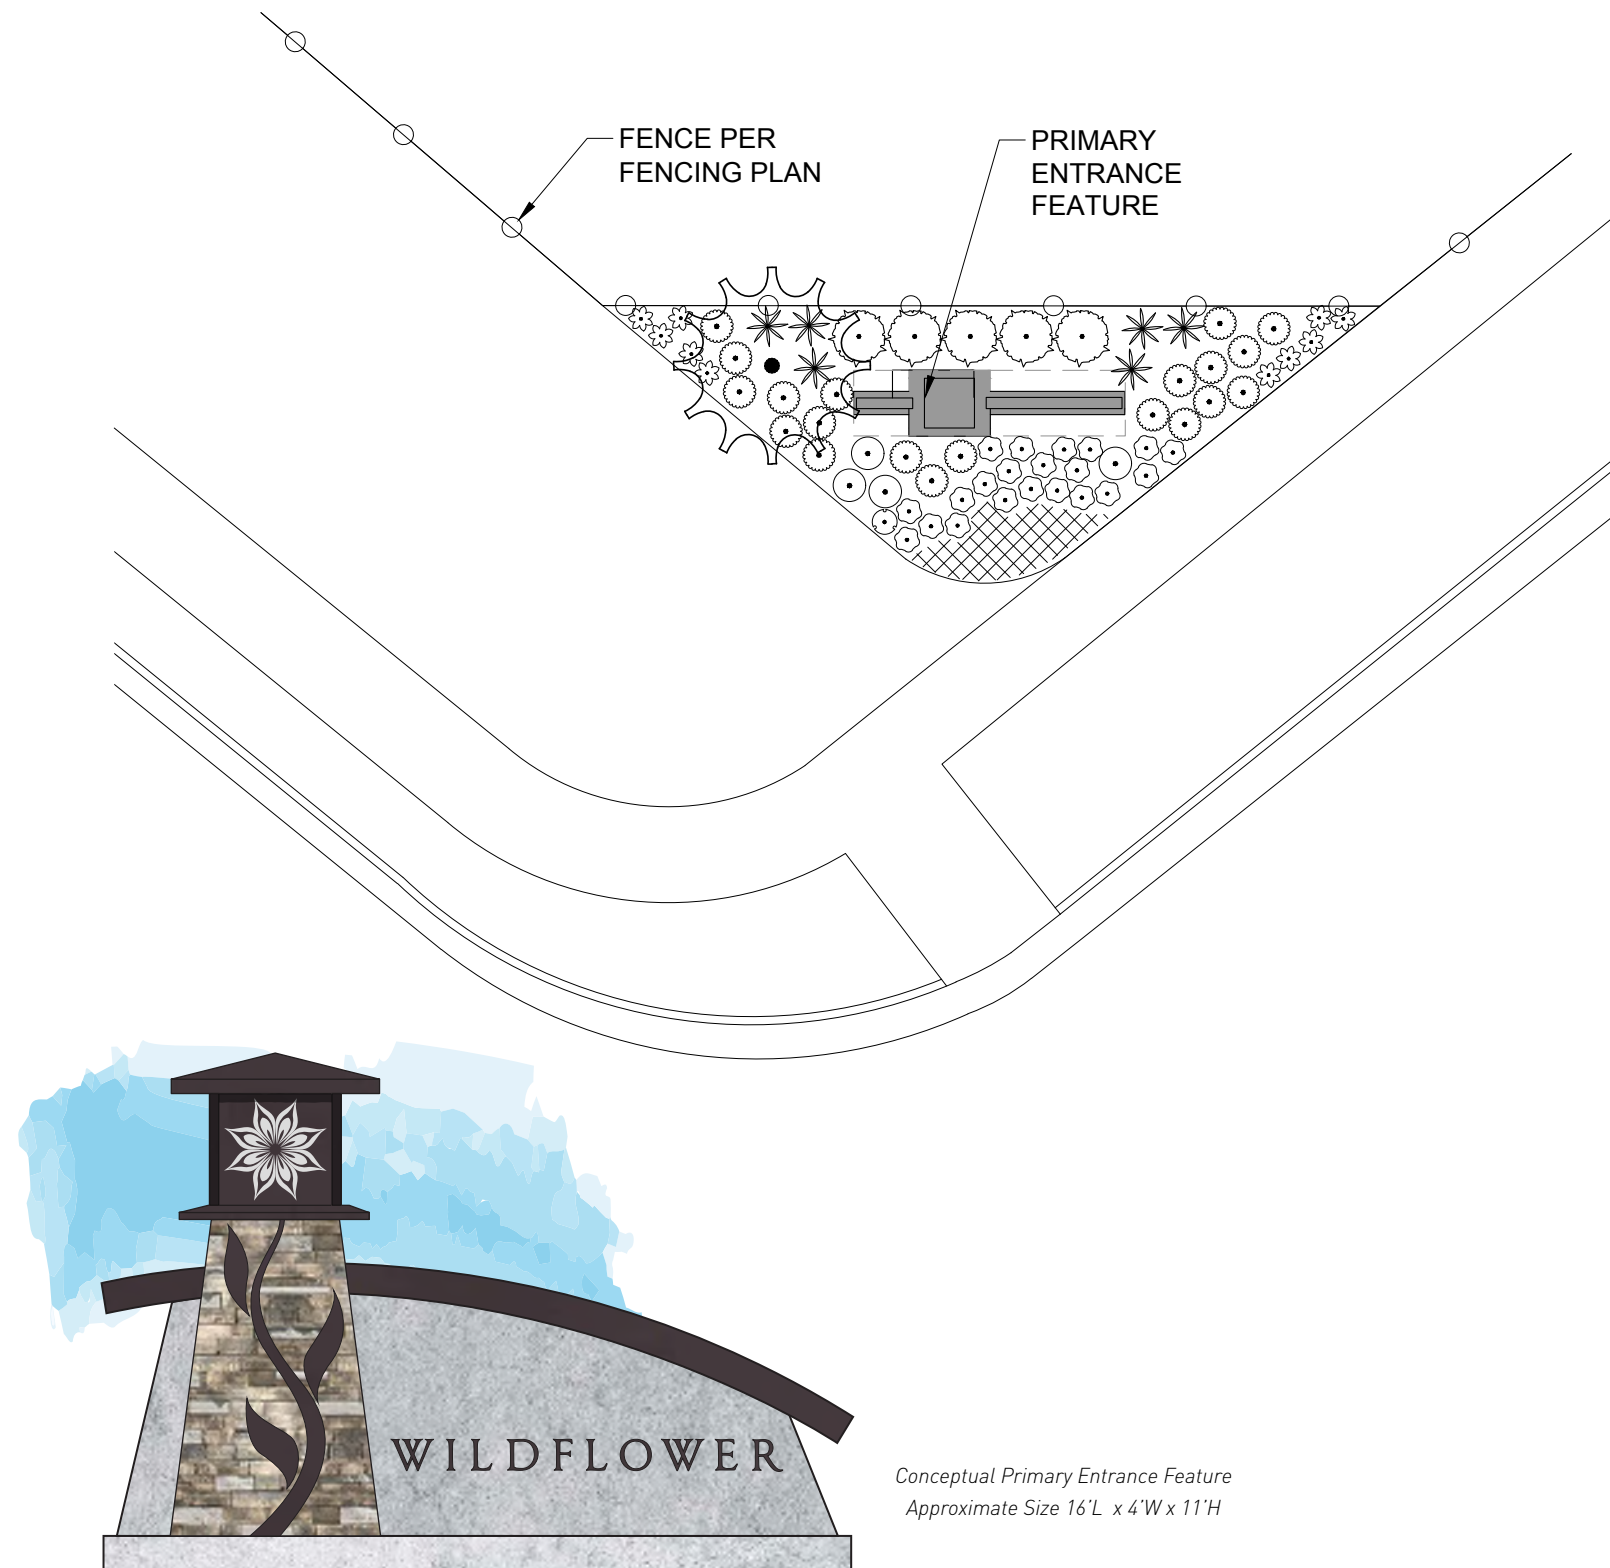 FENCE PER
FENCING PLAN
PRIMARY
ENTRANCE
FEATURE
WILDFLOWER
Conceptual Primary Entrance Feature
Approximate Size 16'L x 4'W x 11'H